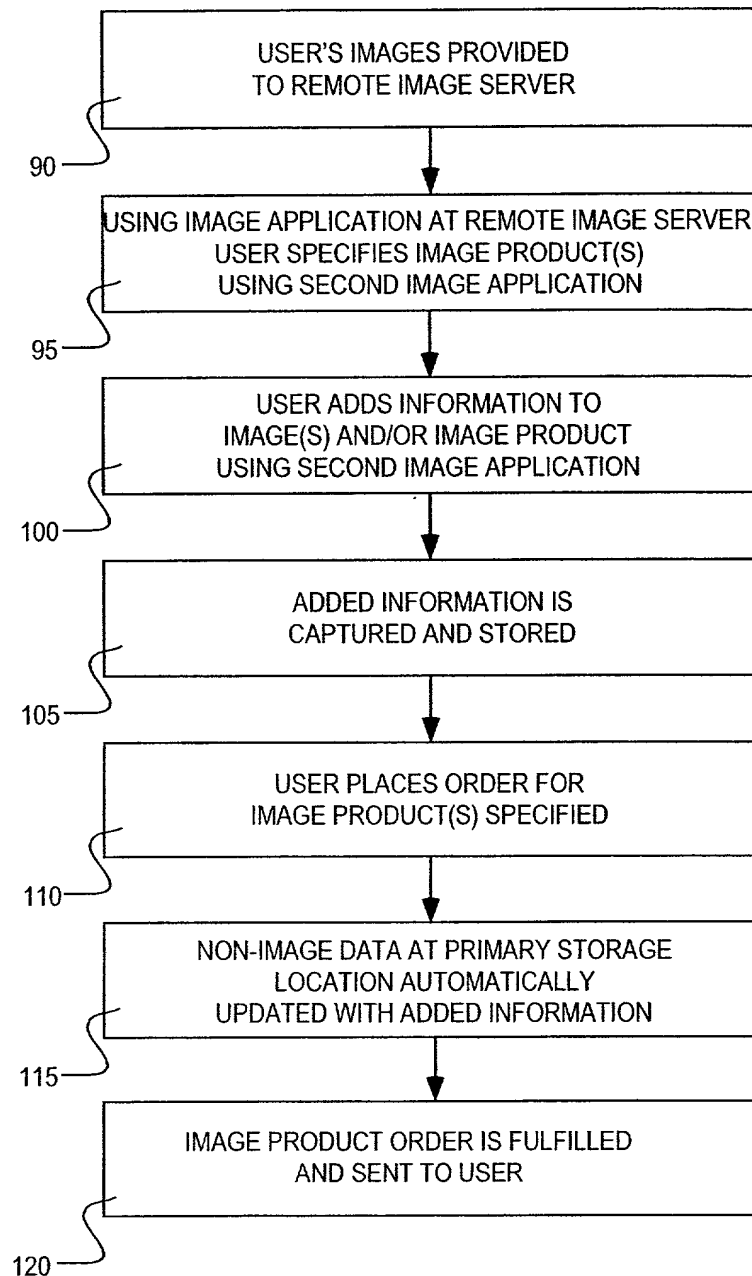 USER'S IMAGES PROVIDED
TO REMOTE IMAGE SERVER
90
USING IMAGE APPLICATION AT REMOTE IMAGE SERVER
USER SPECIFIES IMAGE PRODUCT(S)
USING SECOND IMAGE APPLICATION
95
USER ADDS INFORMATION TO
IMAGE(S) AND/OR IMAGE PRODUCT
USING SECOND IMAGE APPLICATION
100
ADDED INFORMATION IS
CAPTURED AND STORED
105
USER PLACES ORDER FOR
IMAGE PRODUCT(S) SPECIFIED
110
NON-IMAGE DATA AT PRIMARY STORAGE
LOCATION AUTOMATICALLY
UPDATED WITH ADDED INFORMATION
115
IMAGE PRODUCT ORDER IS FULFILLED
AND SENT TO USER
120